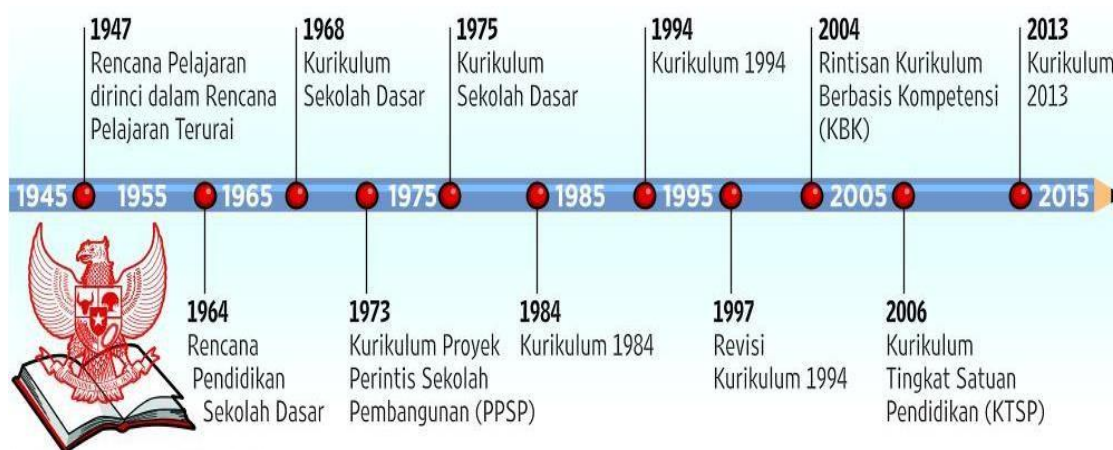 1947
Rencana Pelajaran
dirinci dalam Rencana
Pelajaran Terurai
1968
Kurikulum
Sekolah Dasar
1975
Kurikulum
Sekolah Dasar
1994
Kurikulum 1994
2004
Rintisan Kurikulum
Berbasis Kompetensi
(KBK)
2013
Kurikulum
2013
1945 1955 1965 1975 1985 1995 2005 2015
1964
Rencana
Pendidikan
Sekolah Dasar
1973
Kurikulum Proyek
Perintis Sekolah
Pembangunan (PPSP)
1984
Kurikulum 1984
1997
Revisi
Kurikulum 1994
2006
Kurikulum
Tingkat Satuan
Pendidikan (KTSP)